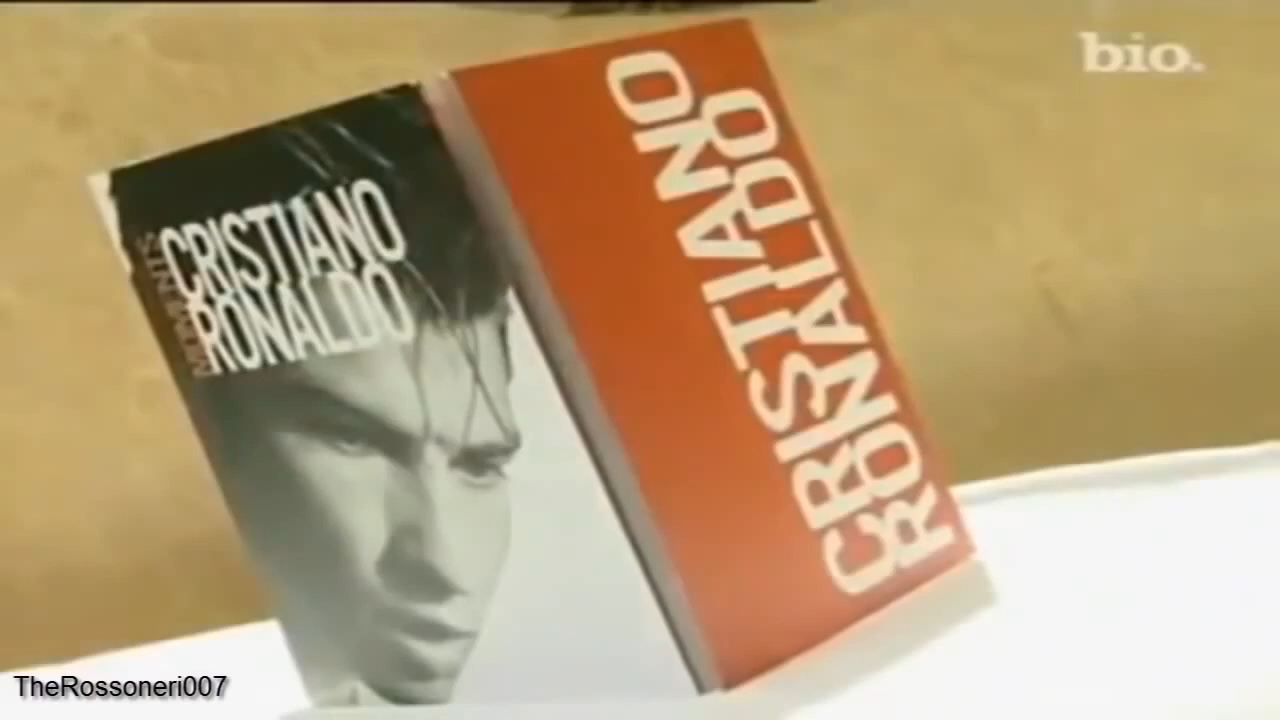 bio.
MOMENTS
CRISTIANO
RONALDO
CRISTIANO
RONALDO
TheRossoneri007